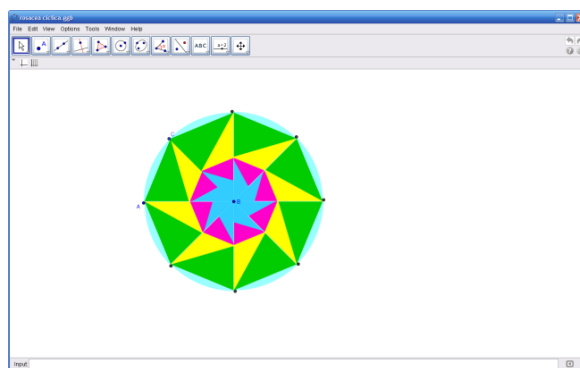 rosacea ciclica.ggb
File Edit View Options Tools Window Help
A
ABC
a=2
C
A
B
Input: